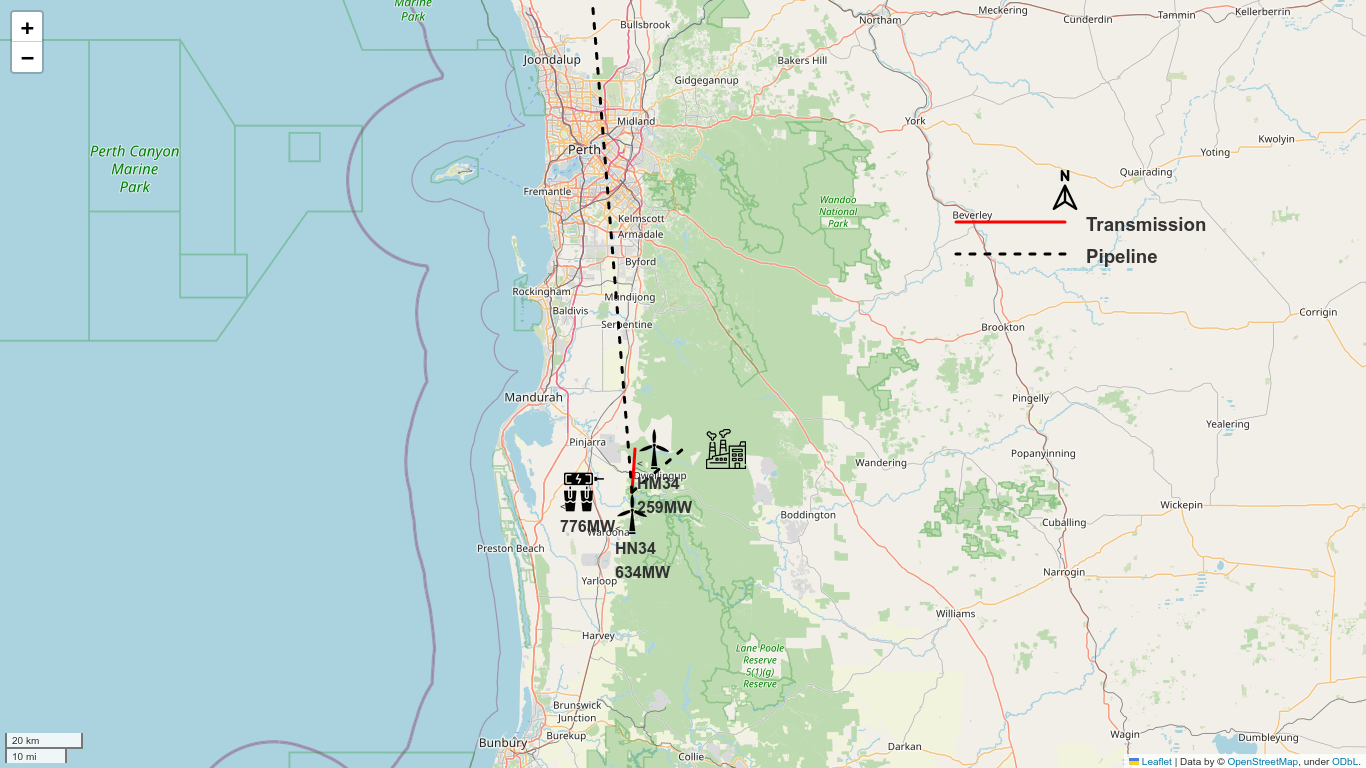 +
−
Marine
Park
Bullsbrook
Northam
Meckering
Cunderdin
Tammin
Kellerberrin
Joondalup
Gidgegannup
Bakers Hill
Midland
York
Kwolyin
Perth
Yoting
Perth Canyon
Marine
Park
Quairading
N
Fremantle
Wandoo
National
Park
Kelmscott
Beverley
Armadale
Transmission
Pipeline
Byford
Rockingham
Mundijong
Baldivis
Serpentine
Corrigin
Brookton
Mandurah
Pingelly
Yealering
Pinjarra
Popanyinning
Wandering
Dwellingup
HM34
259MW
Wickepin
Boddington
Cuballing
776MW
Waroona
Preston Beach
HN34
634MW
Narrogin
Yarloop
Williams
Harvey
Lane Poole
Reserve
5(1)(g)
Reserve
Brunswick
Junction
Burekup
Bunbury
Collie
Darkan
Wagin
Dumbleyung
20 km
10 mi
Leaflet | Data by © OpenStreetMap, under ODbL.